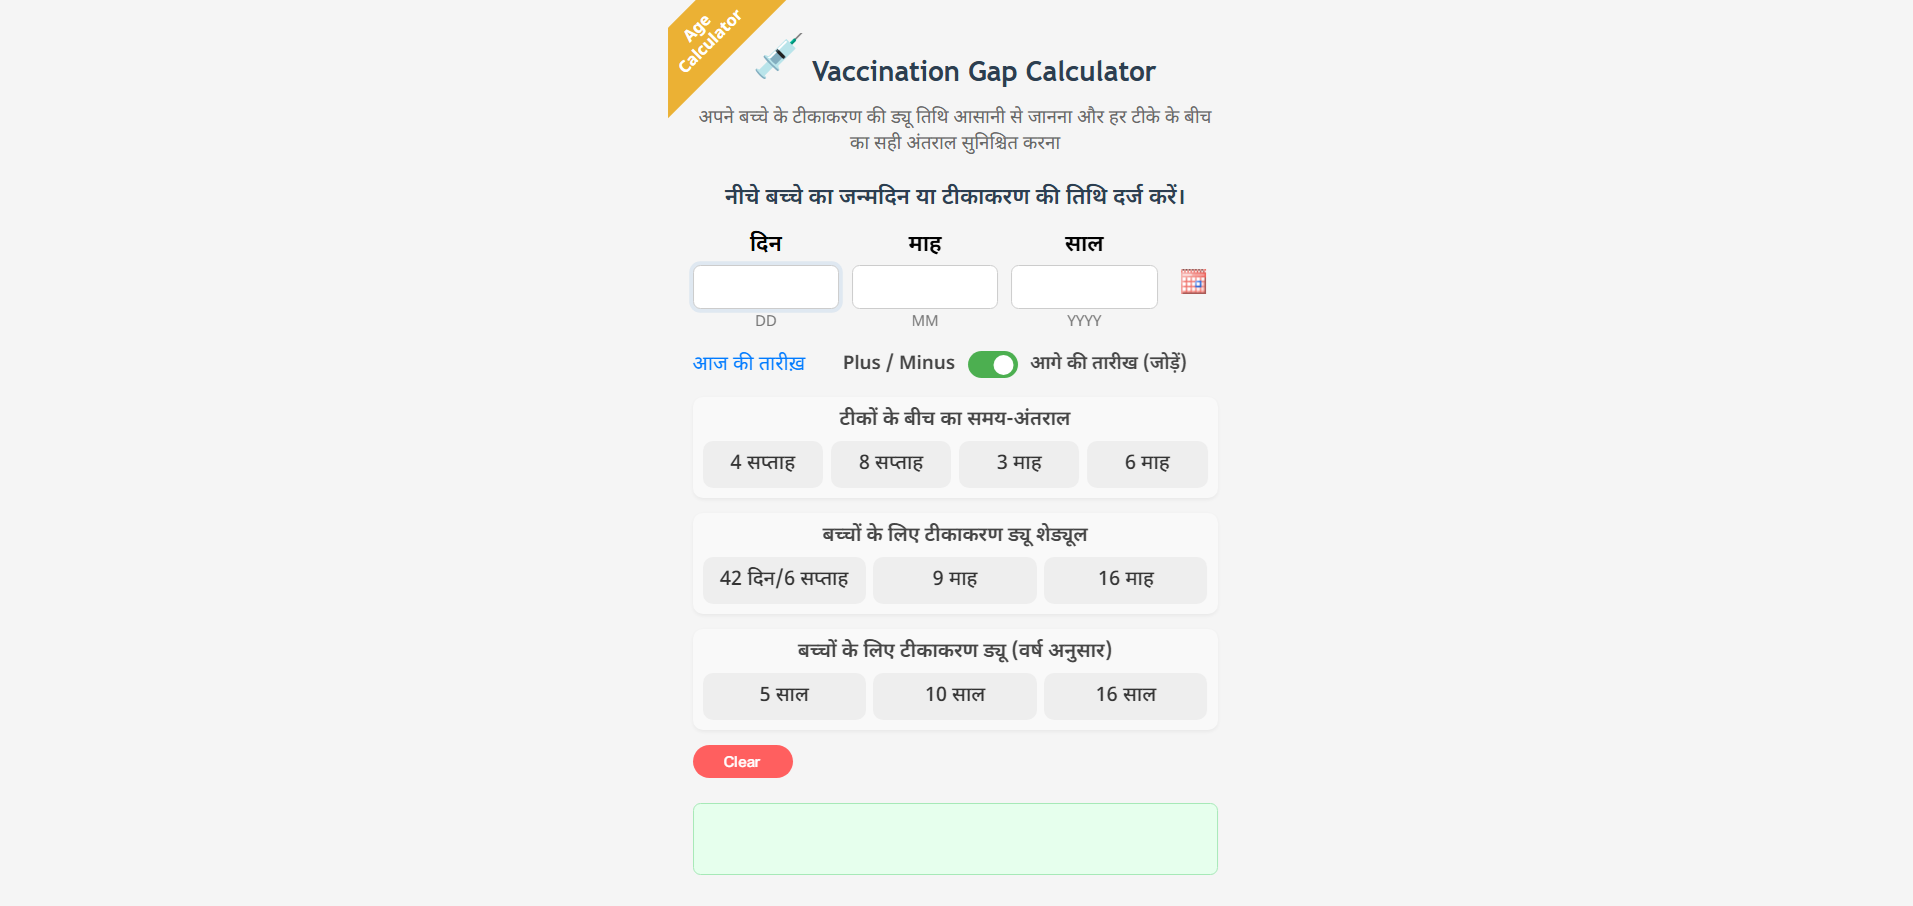 Age
Calculator
Vaccination Gap Calculator
अपने बच्चे के टीकाकरण की ड्यू तिथि आसानी से जानना और हर टीके के बीच
का सही अंतराल सुनिश्चित करना
नीचे बच्चे का जन्मदिन या टीकाकरण की तिथि दर्ज करें।
दिन माह साल
DD MM YYYY
आज की तारीख़ Plus / Minus आगे की तारीख (जोड़ें)
टीकों के बीच का समय-अंतराल
4 सप्ताह 8 सप्ताह 3 माह 6 माह
बच्चों के लिए टीकाकरण ड्यू शेड्यूल
42 दिन/6 सप्ताह 9 माह 16 माह
बच्चों के लिए टीकाकरण ड्यू (वर्ष अनुसार)
5 साल 10 साल 16 साल
Clear